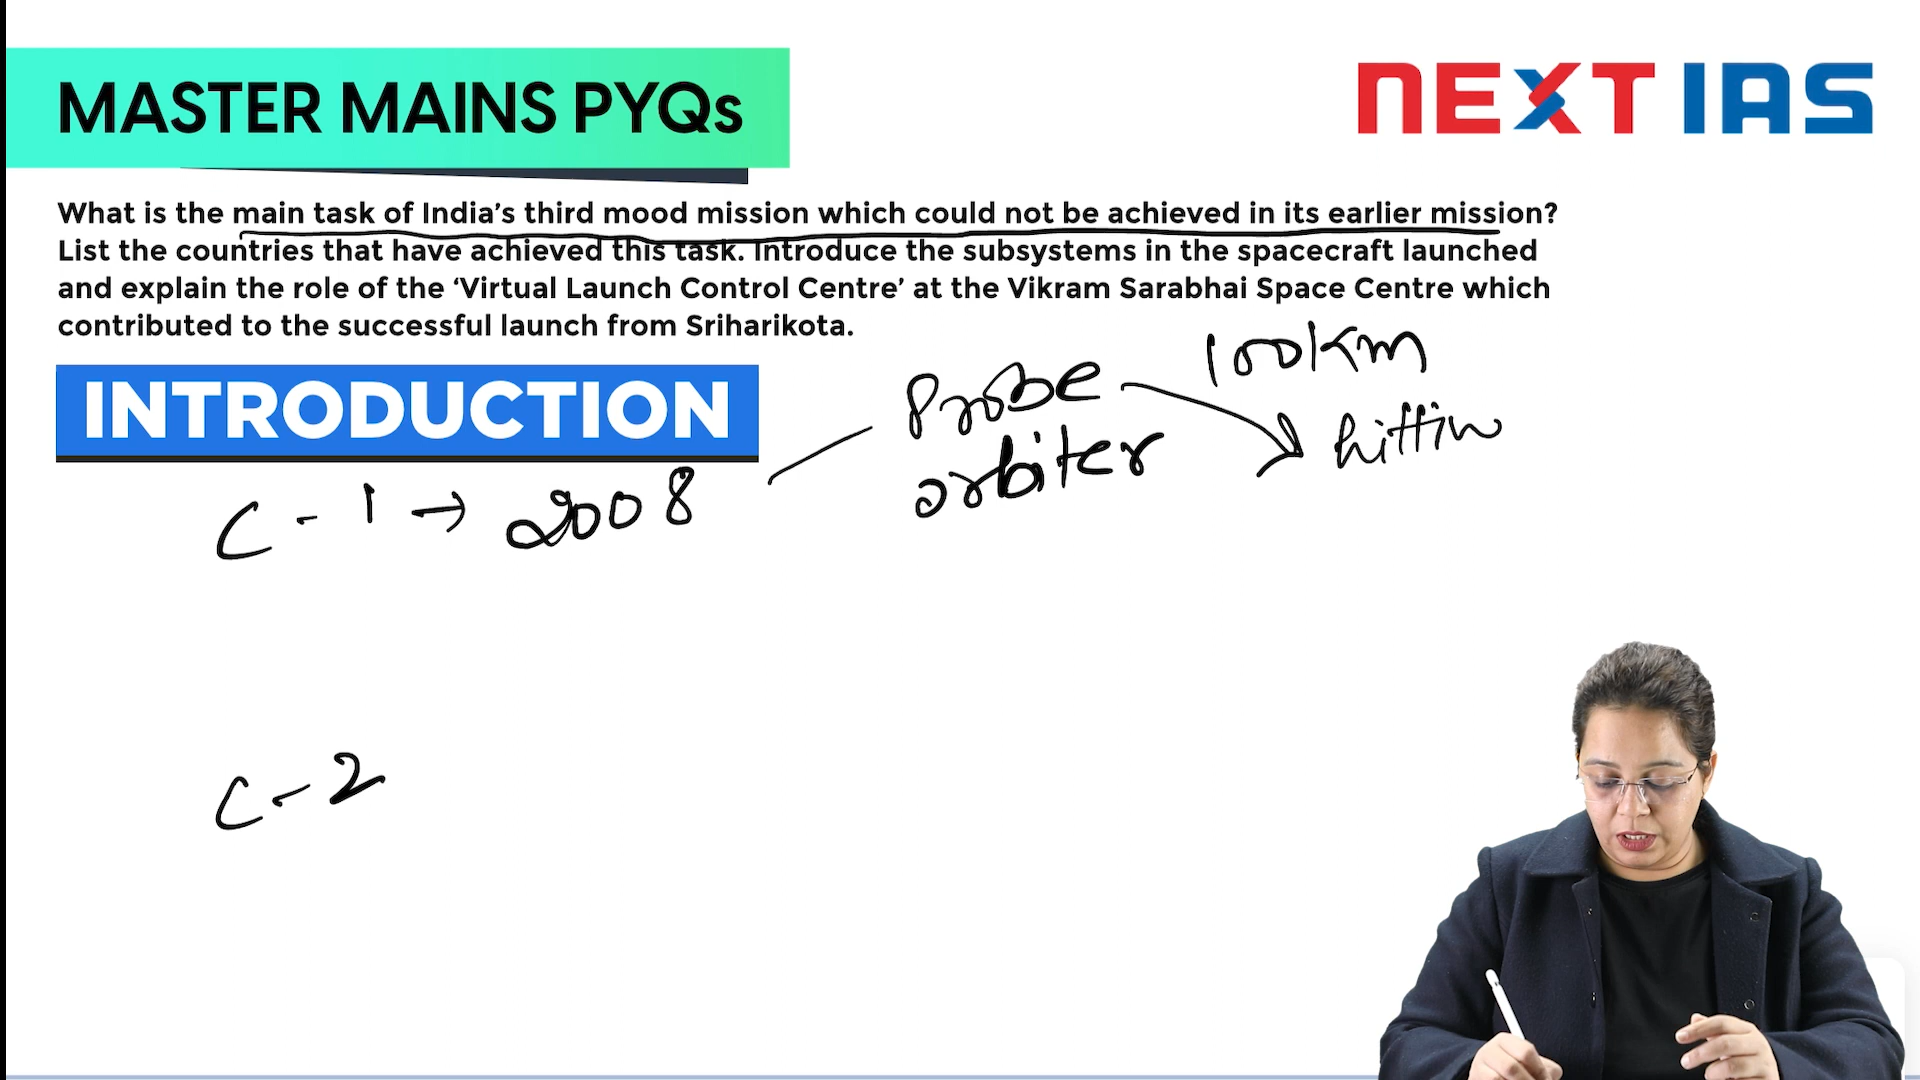 MASTER MAINS PYQs
NEXT IAS
What is the main task of India's third mood mission which could not be achieved in its earlier mission?
List the countries that have achieved this task. Introduce the subsystems in the spacecraft launched
and explain the role of the ‘Virtual Launch Control Centre’ at the Vikram Sarabhai Space Centre which
contributed to the successful launch from Sriharikota.
INTRODUCTION
Probe
100Km
orbiter
C - 1 → 2008
C - 2